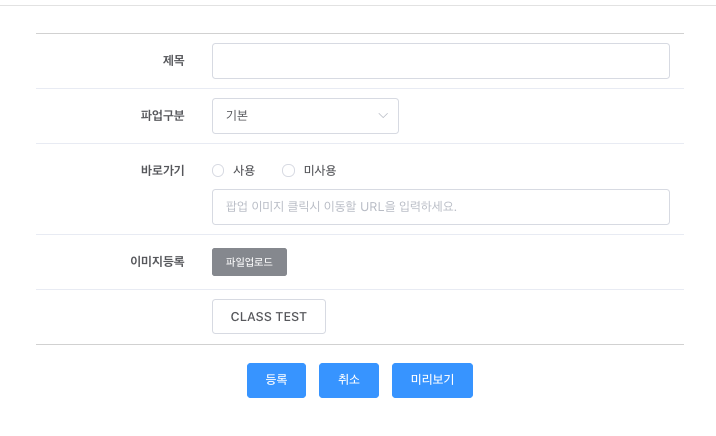 제목
파업구분 기본
바로가기 사용 미사용
팝업 이미지 클릭시 이동할 URL을 입력하세요.
이미지등록 파일업로드
CLASS TEST
등록 취소 미리보기